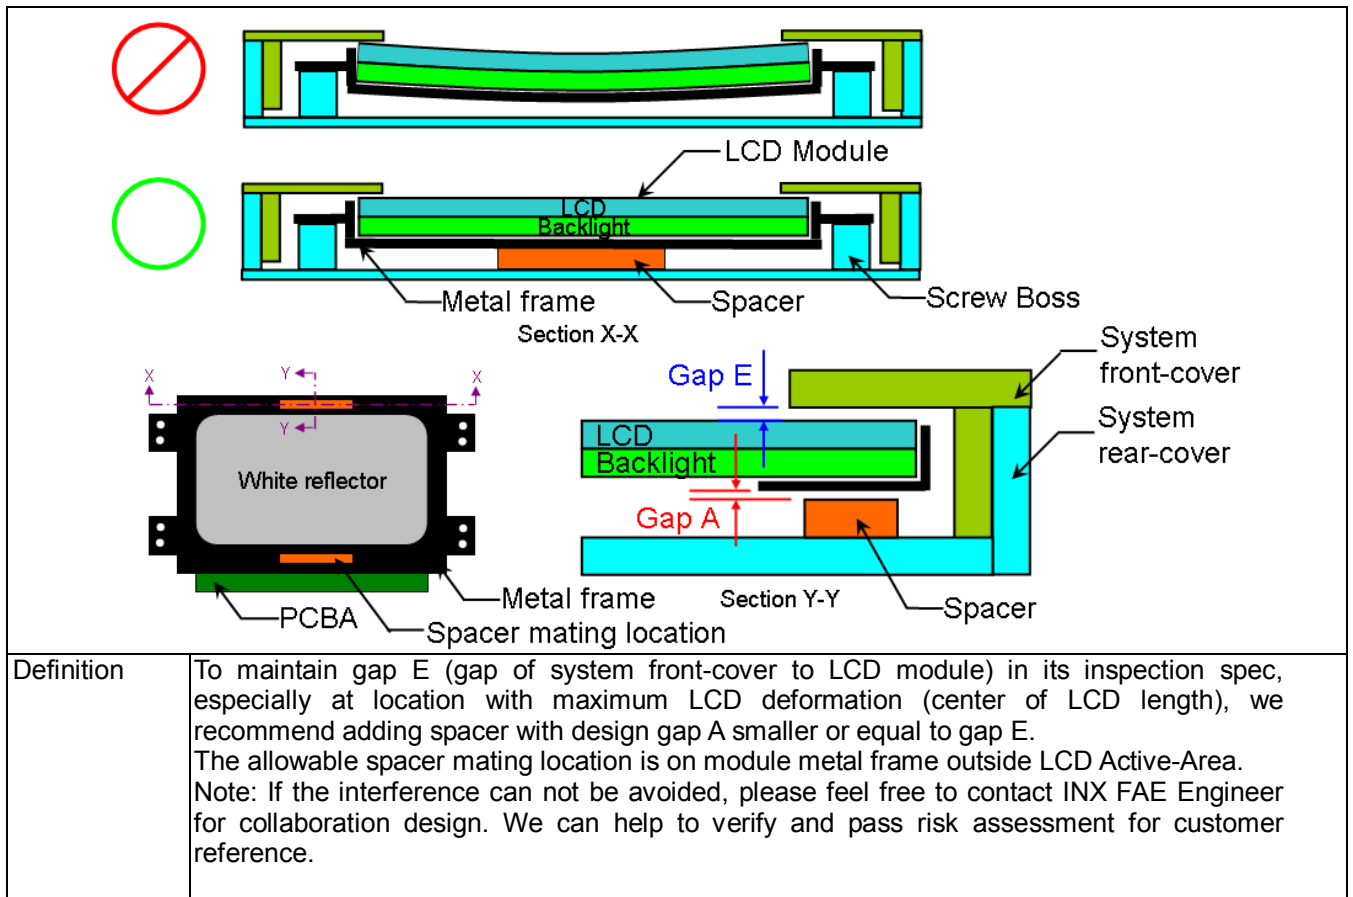 LCD Module
LCD
Backlight
Metal frame
Spacer
Screw Boss
Section X-X
System
front-cover
System
rear-cover
Gap E
X
Y
X
Y
White reflector
LCD
Backlight
Gap A
Metal frame
PCBA
Spacer mating location
Section Y-Y
Spacer
Definition
To maintain gap E (gap of system front-cover to LCD module) in its inspection spec,
especially at location with maximum LCD deformation (center of LCD length), we
recommend adding spacer with design gap A smaller or equal to gap E.
The allowable spacer mating location is on module metal frame outside LCD Active-Area.
Note: If the interference can not be avoided, please feel free to contact INX FAE Engineer
for collaboration design. We can help to verify and pass risk assessment for customer
reference.